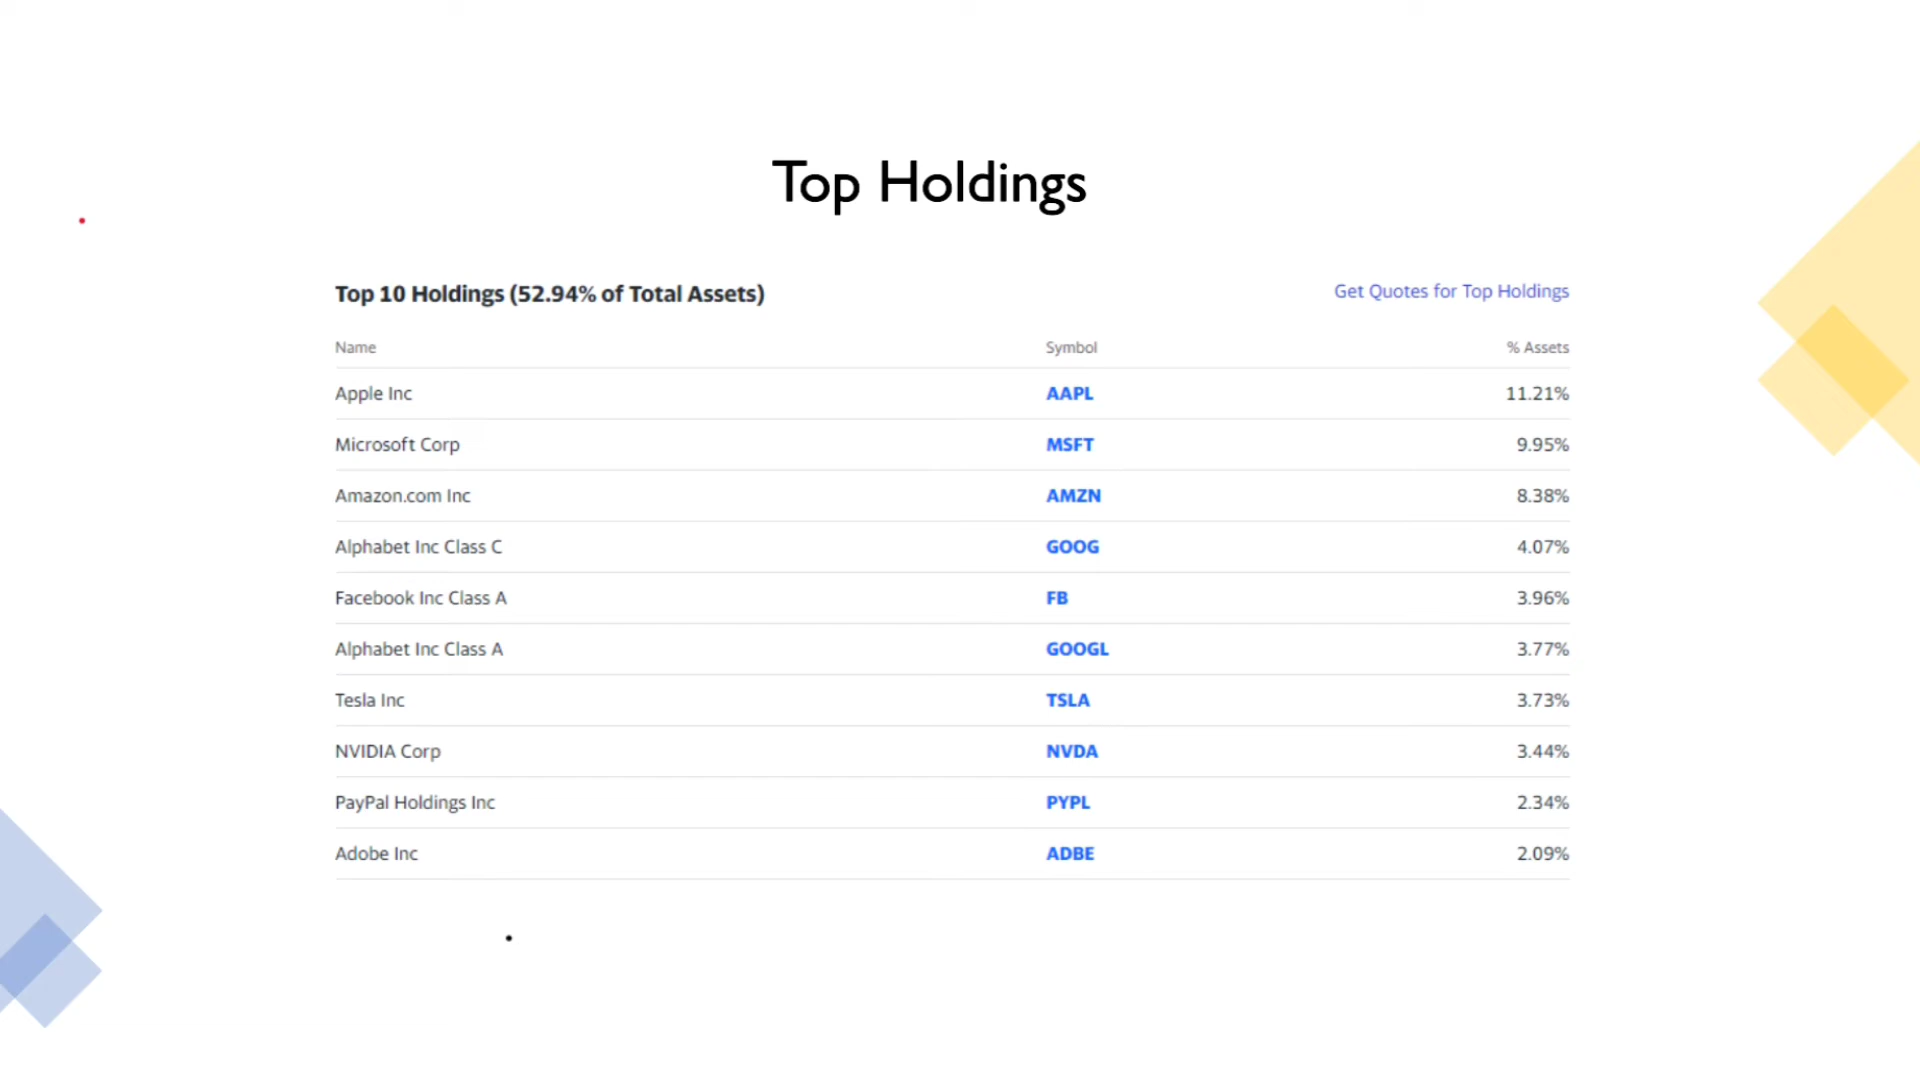 Top Holdings
Top 10 Holdings (52.94% of Total Assets) Get Quotes for Top Holdings
Name Symbol % Assets
Apple Inc AAPL 11.21%
Microsoft Corp MSFT 9.95%
Amazon.com Inc AMZN 8.38%
Alphabet Inc Class C GOOG 4.07%
Facebook Inc Class A FB 3.96%
Alphabet Inc Class A GOOGL 3.77%
Tesla Inc TSLA 3.73%
NVIDIA Corp NVDA 3.44%
PayPal Holdings Inc PYPL 2.34%
Adobe Inc ADBE 2.09%